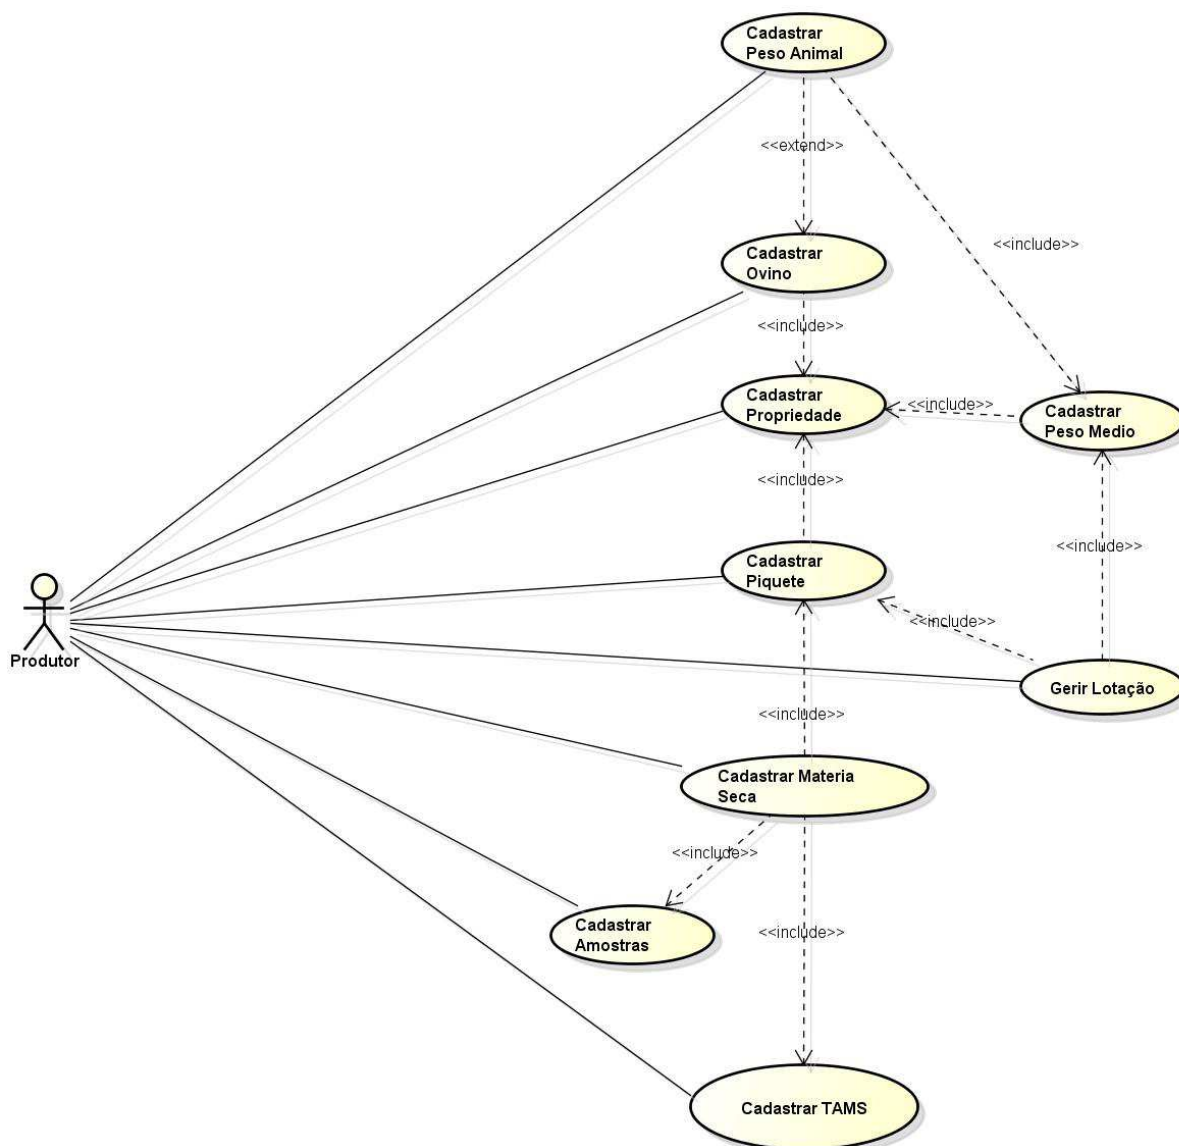 Cadastrar
Peso Animal
<<extend>>
<<include>>
Cadastrar
Ovino
<<include>>
Cadastrar
Propriedade
<<include>>
Cadastrar
Peso Medio
<<include>>
<<include>>
Cadastrar
Piquete
<<include>>
Produtor
Gerir Lotação
<<include>>
Cadastrar Materia
Seca
<<include>>
Cadastrar
Amostras
<<include>>
Cadastrar TAMS